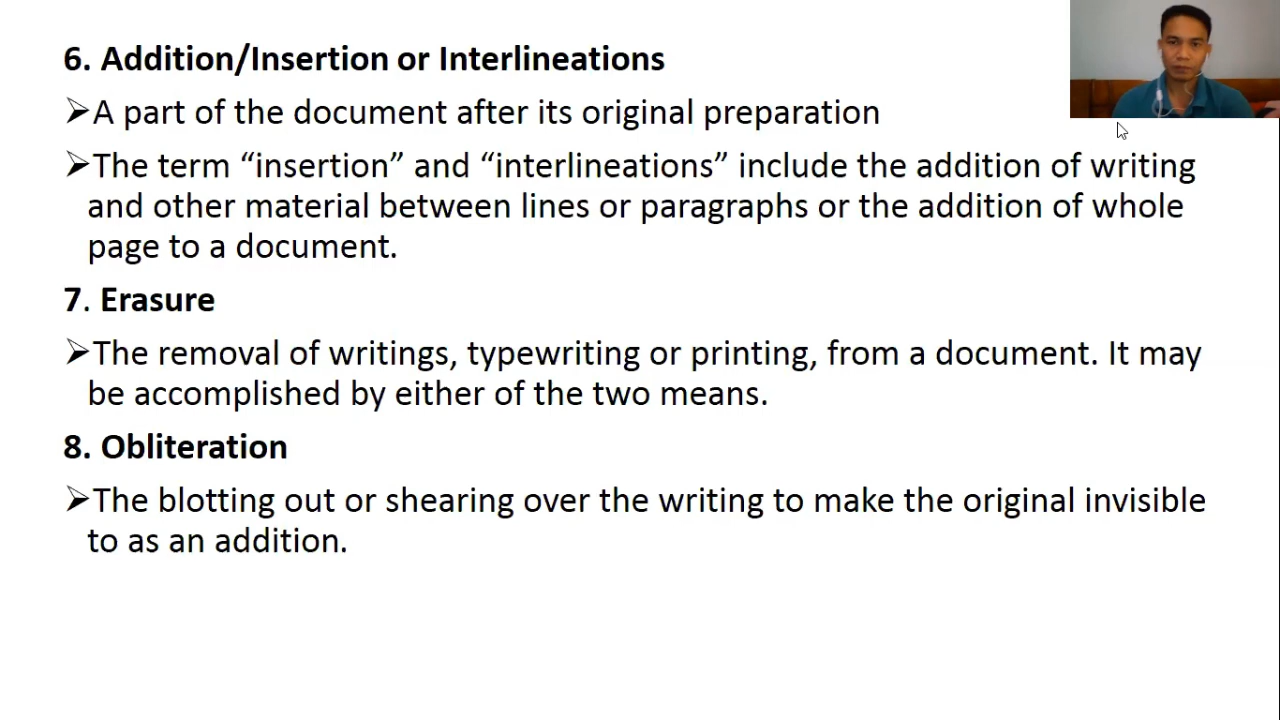 6. Addition/Insertion or Interlineations
➢A part of the document after its original preparation
➢The term “insertion” and “interlineations” include the addition of writing
and other material between lines or paragraphs or the addition of whole
page to a document.
7. Erasure
➢The removal of writings, typewriting or printing, from a document. It may
be accomplished by either of the two means.
8. Obliteration
➢The blotting out or shearing over the writing to make the original invisible
to as an addition.